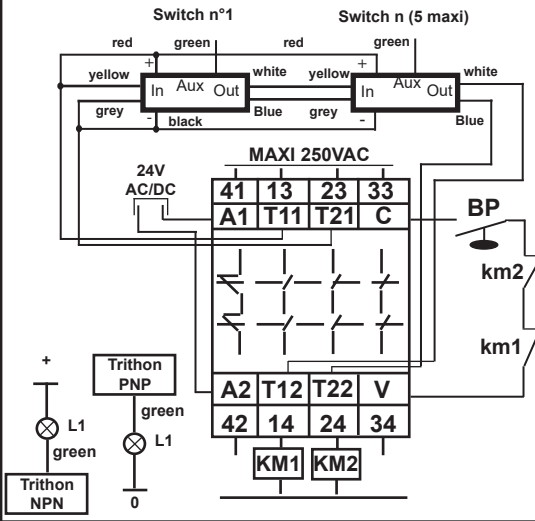 Switch n°1 Switch n (5 maxi)
red green red green
+ +
yellow In Aux Out white yellow In Aux Out white
grey - Blue grey - Blue
black
MAXI 250VAC
24V
AC/DC
41 13 23 33
A1 T11 T21 C
BP
km2
km1
A2 T12 T22 V
42 14 24 34
KM1 KM2
+
L1
green
Trithon
NPN
Trithon
PNP
green
L1
0